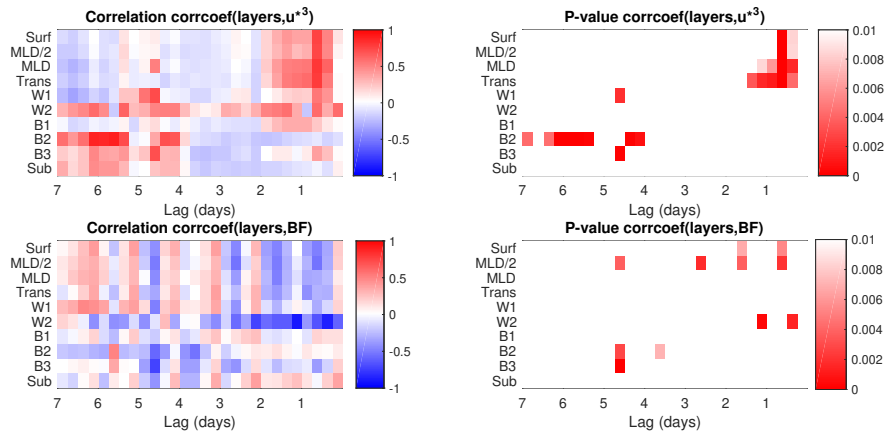 Correlation corrcoef(layers,u*³)
Surf
MLD/2
MLD
Trans
W1
W2
B1
B2
B3
Sub
7 6 5 4 3 2 1
Lag (days)
1
0.5
0
-0.5
-1
P-value corrcoef(layers,u*³)
Surf
MLD/2
MLD
Trans
W1
W2
B1
B2
B3
Sub
7 6 5 4 3 2 1
Lag (days)
0.01
0.008
0.006
0.004
0.002
0
Correlation corrcoef(layers,BF)
Surf
MLD/2
MLD
Trans
W1
W2
B1
B2
B3
Sub
7 6 5 4 3 2 1
Lag (days)
1
0.5
0
-0.5
-1
P-value corrcoef(layers,BF)
Surf
MLD/2
MLD
Trans
W1
W2
B1
B2
B3
Sub
7 6 5 4 3 2 1
Lag (days)
0.01
0.008
0.006
0.004
0.002
0